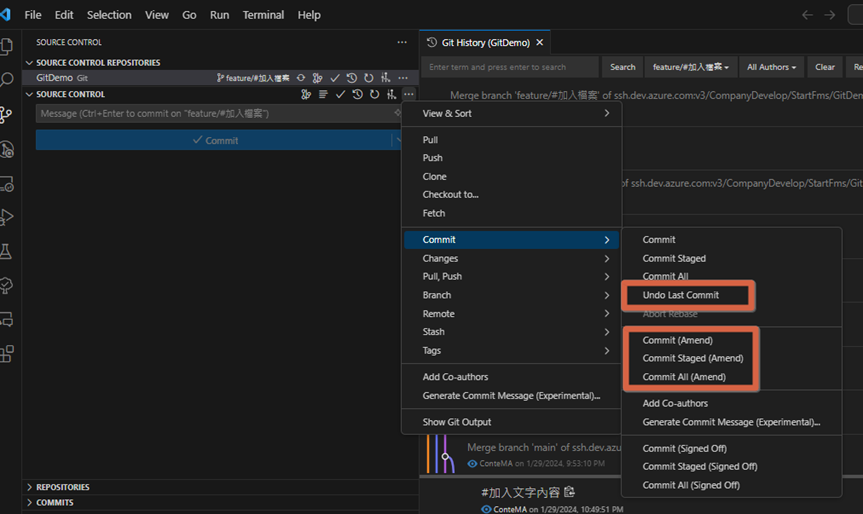 File Edit Selection View Go Run Terminal Help
SOURCE CONTROL
Git History (GitDemo)
SOURCE CONTROL REPOSITORIES
Enter term and press enter to search Search feature/#加入檔案 All Authors Clear Re
GitDemo Git feature/#加入檔案
SOURCE CONTROL
Merge branch 'feature/#加入檔案' of ssh.dev.azure.com:v3/CompanyDevelop/StartFms/GitDem
Message (Ctrl+Enter to commit on "feature/#加入檔案")
Commit
View & Sort
Pull
Push
Clone
Checkout to...
Fetch
of ssh.dev.azure.com:v3/CompanyDevelop/StartFms/Git
Commit
Changes
Pull, Push
Branch
Remote
Stash
Tags
Add Co-authors
Generate Commit Message (Experimental)...
Show Git Output
Commit
Commit Staged
Commit All
Undo Last Commit
Abort Rebase
Commit (Amend)
Commit Staged (Amend)
Commit All (Amend)
Add Co-authors
Generate Commit Message (Experimental)...
Commit (Signed Off)
Commit Staged (Signed Off)
Commit All (Signed Off)
Merge branch 'main' of ssh.dev.azu
ConteMA on 1/29/2024, 9:53:10 PM
REPOSITORIES
COMMITS
#加入文字內容
ConteMA on 1/29/2024, 10:49:51 PM